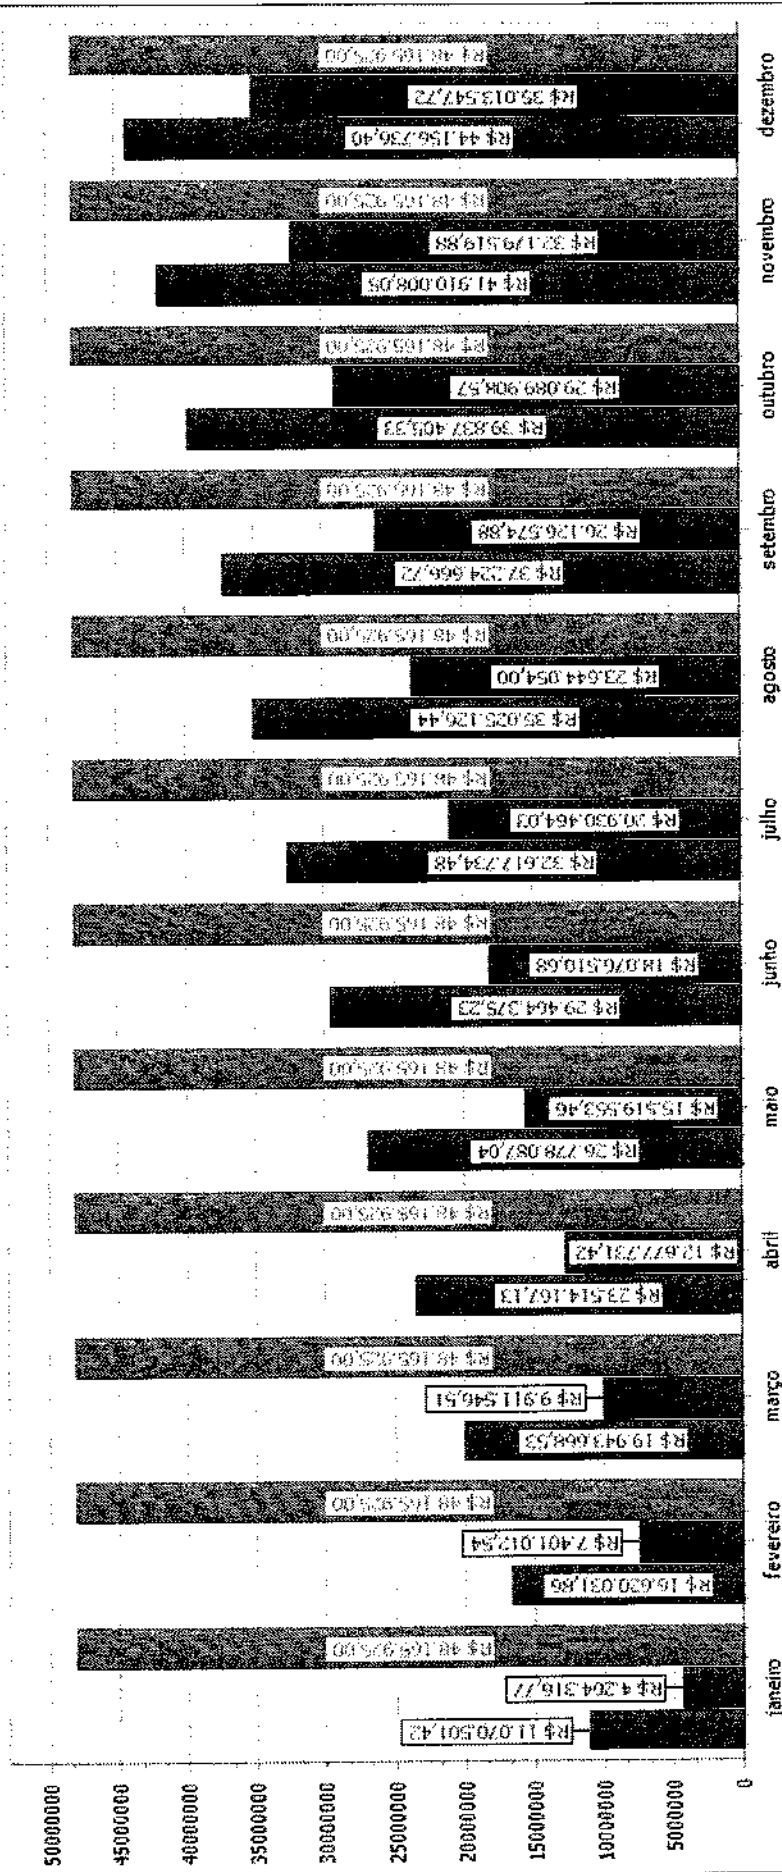 50000000
45000000
40000000
35000000
30000000
25000000
20000000
15000000
10000000
5000000
0
R$ 11.070.501,42
R$ 4.204.316,77
R$ 48.165.925,00
janeiro
R$ 16.620.031,86
R$ 7.401.012,54
R$ 48.165.925,00
fevereiro
R$ 19.943.668,53
R$ 9.911.546,51
R$ 48.165.925,00
março
R$ 23.514.167,13
R$ 12.677.731,42
R$ 48.165.925,00
abril
R$ 26.778.087,04
R$ 15.519.553,46
R$ 48.165.925,00
maio
R$ 29.464.375,23
R$ 18.076.510,68
R$ 48.165.925,00
junho
R$ 32.617.734,48
R$ 20.930.464,03
R$ 48.165.925,00
julho
R$ 35.025.126,44
R$ 23.644.054,00
R$ 48.165.925,00
agosto
R$ 37.224.666,72
R$ 26.126.574,88
R$ 48.165.925,00
setembro
R$ 39.837.405,33
R$ 29.089.908,57
R$ 48.165.925,00
outubro
R$ 41.910.008,05
R$ 32.179.519,88
R$ 48.165.925,00
novembro
R$ 44.156.736,40
R$ 35.013.547,72
R$ 48.165.925,00
dezembro